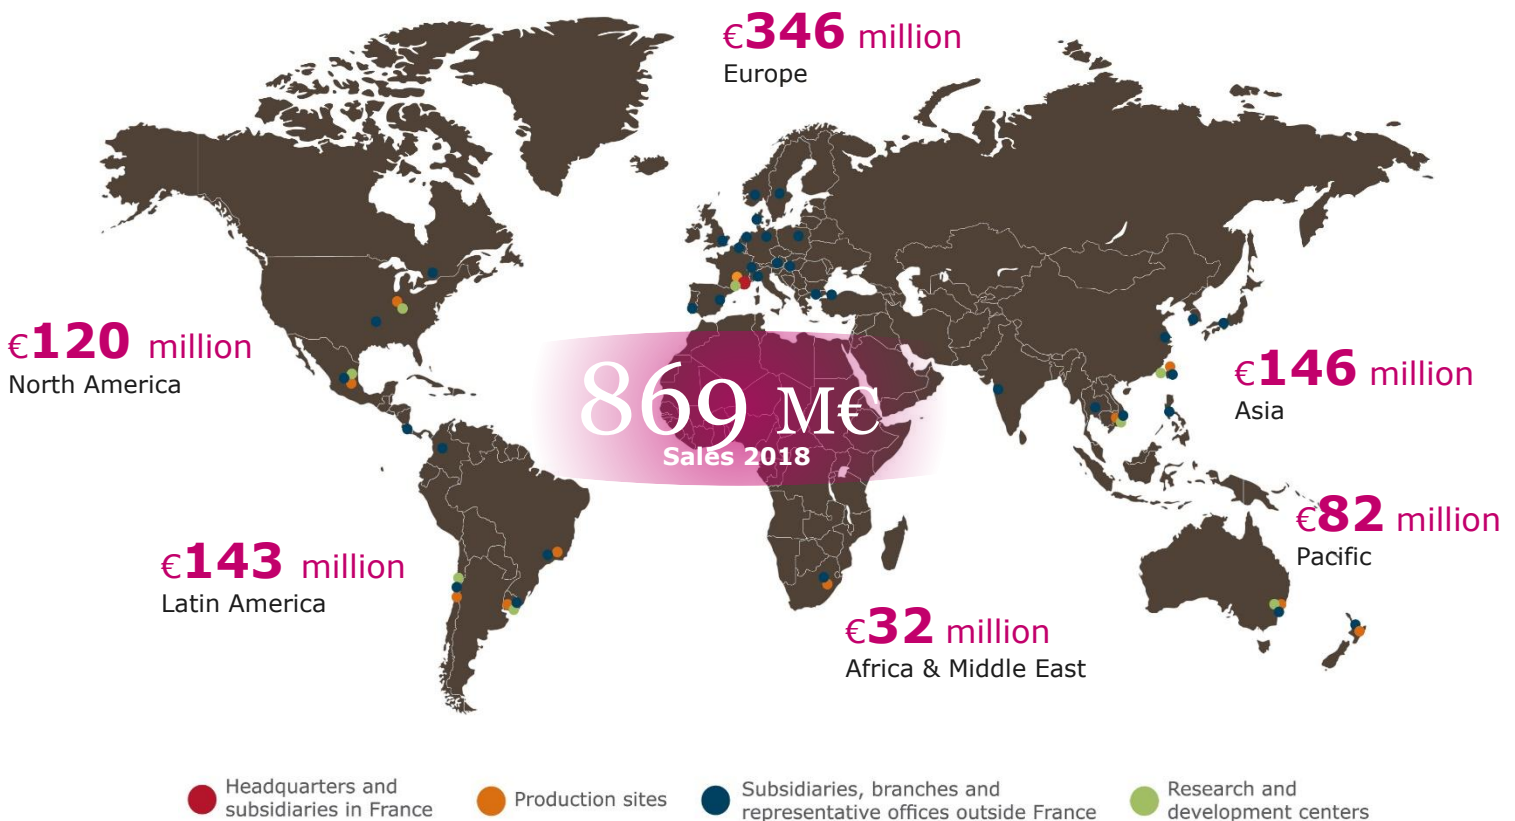 €346 million
Europe
€120 million
North America
869 M€
Sales 2018
€146 million
Asia
€82 million
Pacific
€143 million
Latin America
€32 million
Africa & Middle East
Headquarters and
subsidiaries in France
Production sites
Subsidiaries, branches and
representative offices outside France
Research and
development centers